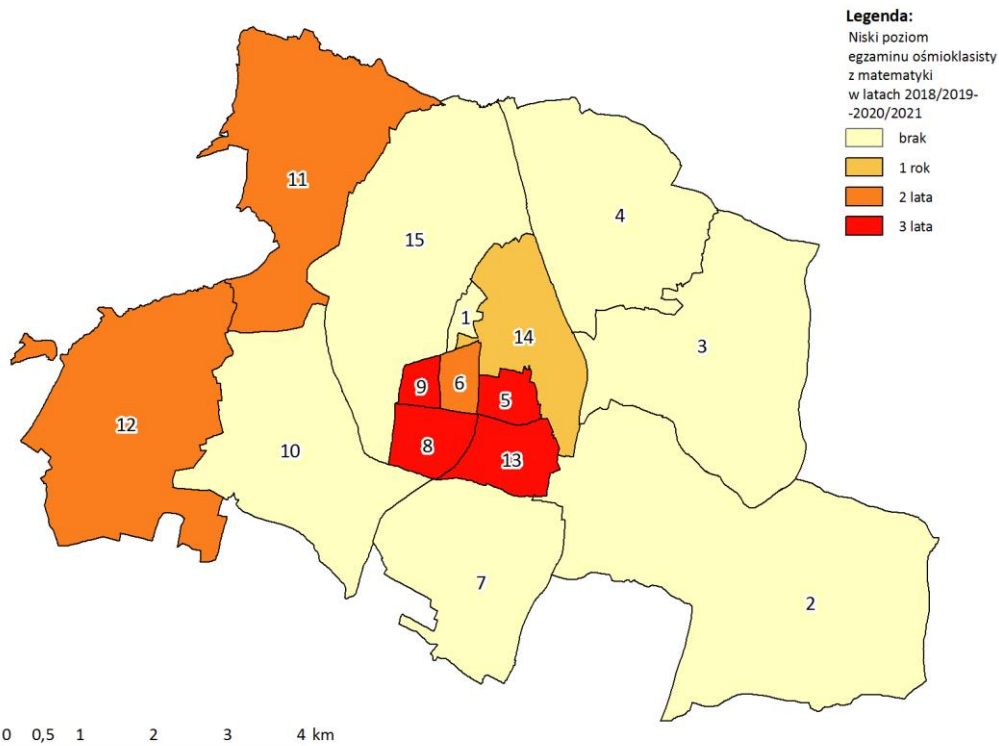 Legenda:
Niski poziom
egzaminu ośmioklasisty
z matematyki
w latach 2018/2019-
-2020/2021
brak
1 rok
2 lata
3 lata
11
4
15
1
14
3
9
6
5
12
10
8
13
7
2
0 0,5 1 2 3 4 km